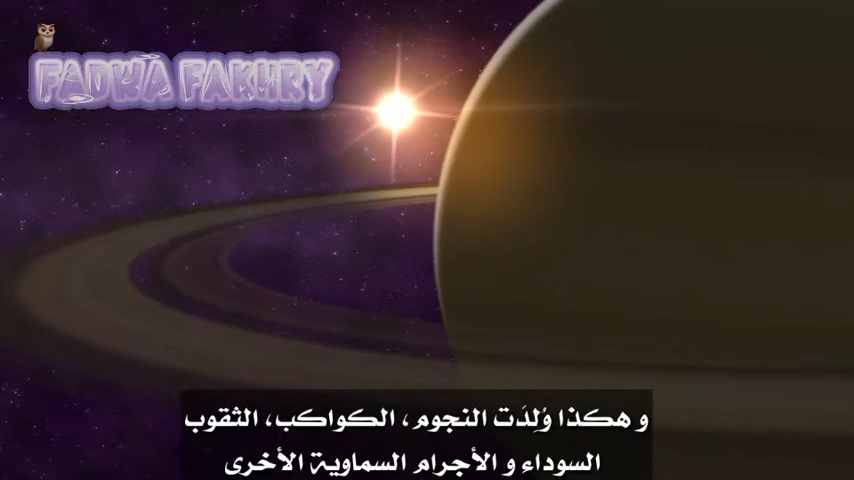 FADWA FAKHRY
و هكذا وُلِدَت النجوم، الكواكب، الثقوب
السوداء و الأجرام السماوية الأخرى